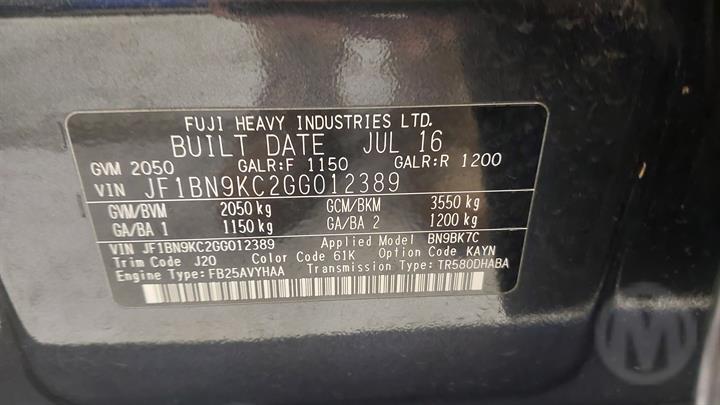 FUJI HEAVY INDUSTRIES LTD.
BUILT DATE JUL 16
GVM 2050 GALR:F 1150 GALR:R 1200
VIN JF1BN9KC2GG012389
GVM/BVM 2050 kg GCM/BKM 3550 kg
GA/BA 1 1150 kg GA/BA 2 1200 kg
VIN JF1BN9KC2GG012389 Applied Model BN9BK7C
Trim Code J20 Color Code 61K Option Code KAYN
Engine Type:FB25AVYHAA Transmission Type:TR580DHABA
M